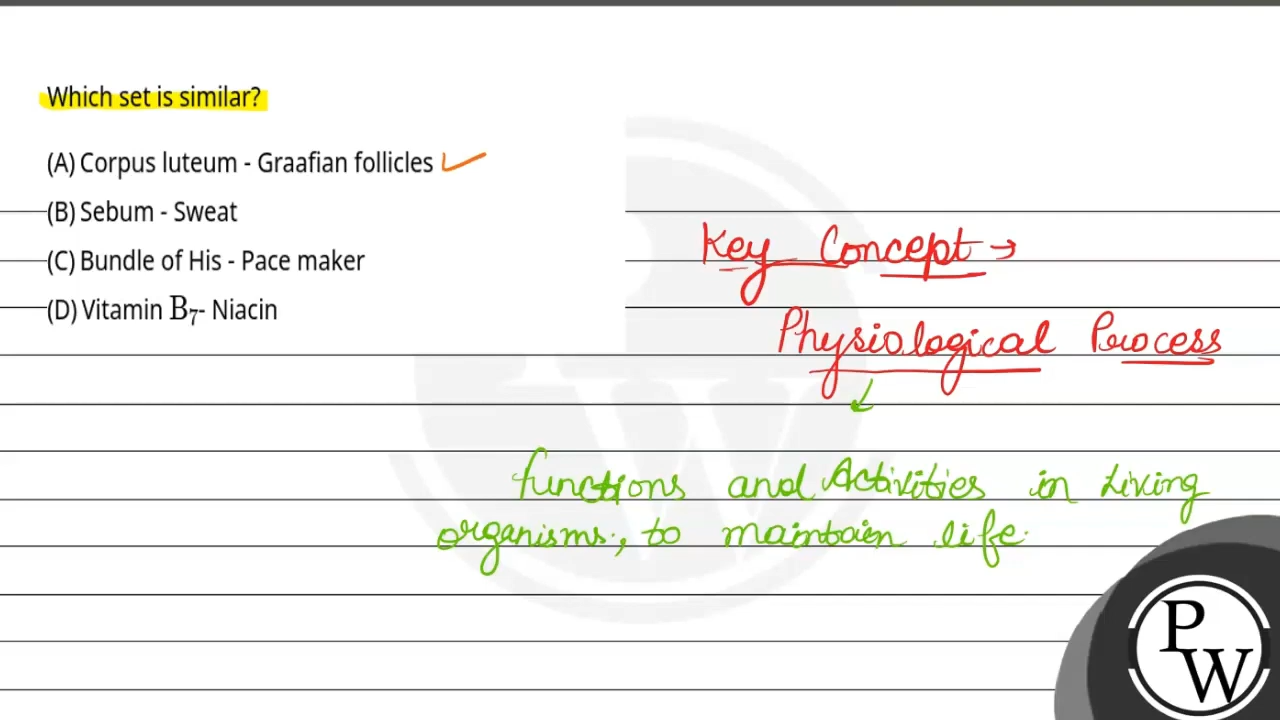 Which set is similar?
(A) Corpus luteum - Graafian follicles
(B) Sebum - Sweat
(C) Bundle of His - Pace maker
(D) Vitamin B₇- Niacin
Key Concept →
Physiological Process
functions and Activities in Living
organisms; to maintain life.
PW